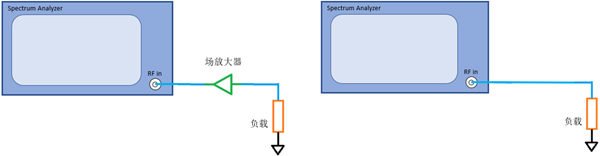 Spectrum Analyzer
RF in
场放大器
负载
Spectrum Analyzer
RF in
负载